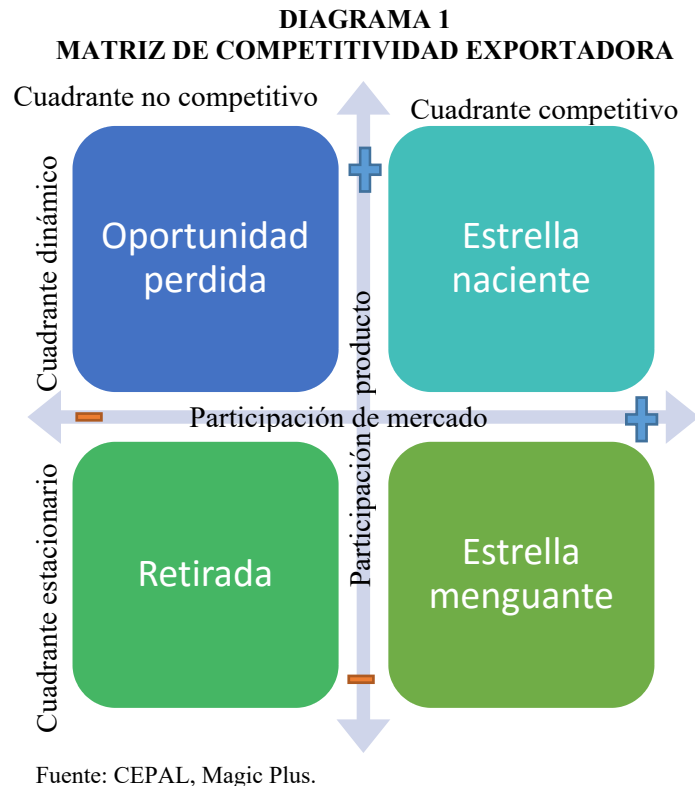 DIAGRAMA 1
MATRIZ DE COMPETITIVIDAD EXPORTADORA
Cuadrante no competitivo
Cuadrante competitivo
Cuadrante dinámico
Oportunidad
perdida
Estrella
naciente
Participación producto
Participación de mercado
Cuadrante estacionario
Retirada
Estrella
menguante
Fuente: CEPAL, Magic Plus.